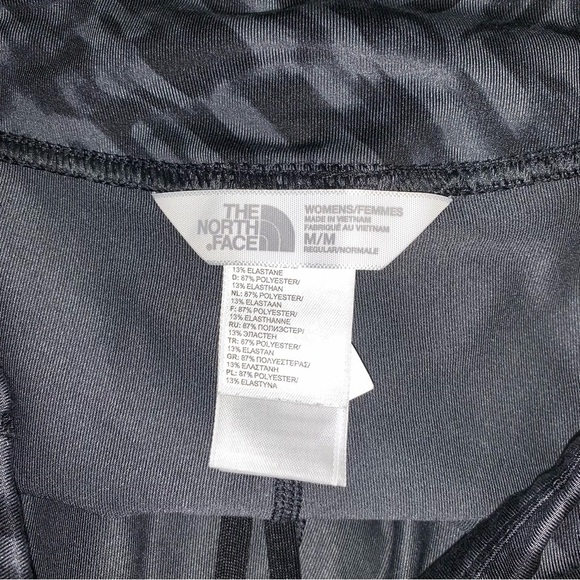 THE
NORTH
FACE
WOMENS/FEMMES
MADE IN VIETNAM
FABRIQUÉ AU VIETNAM
M/M
REGULAR/NORMALE
13% ELASTANE
D: 87% POLYESTER/
13% ELASTHAN
NL: 87% POLYESTER/
13% ELASTAAN
F: 87% POLYESTER/
13% ELASTHANNE
RU: 87% ПОЛИЭСТЕР/
13% ЭЛАСТЕН
TR: 87% POLYESTER/
13% ELASTAN
GR: 87% ΠΟΛΥΕΣΤΕΡΑΣ/
13% ΕΛΑΣΤΑΝΗ
PL: 87% POLYESTER/
13% ELASTYNA